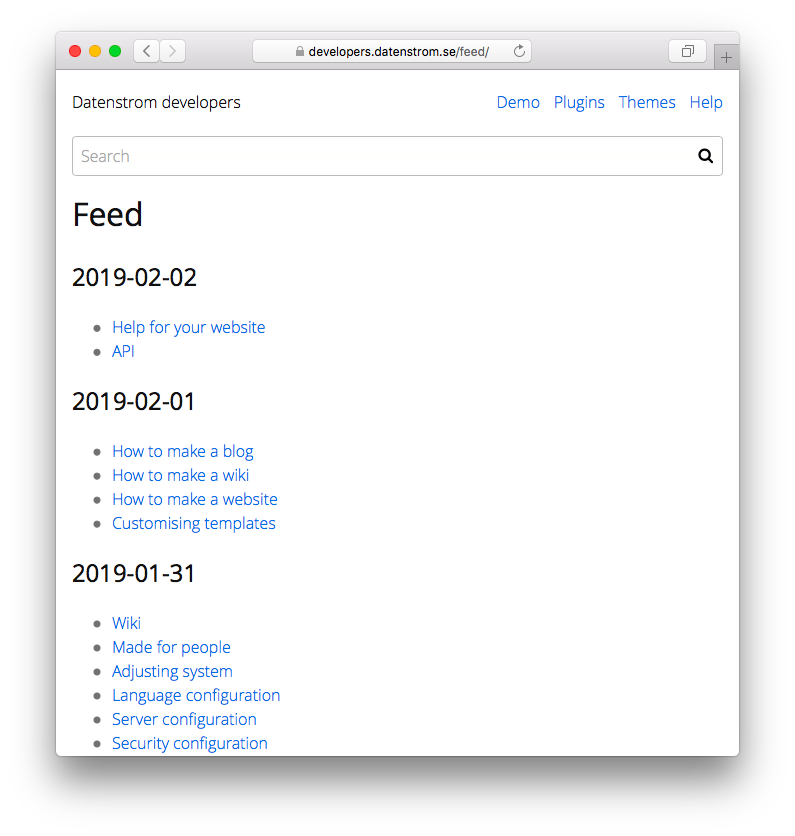 developers.datenstrom.se/feed/
Datenstrom developers
Demo Plugins Themes Help
Search
Feed
2019-02-02
Help for your website
API
2019-02-01
How to make a blog
How to make a wiki
How to make a website
Customising templates
2019-01-31
Wiki
Made for people
Adjusting system
Language configuration
Server configuration
Security configuration